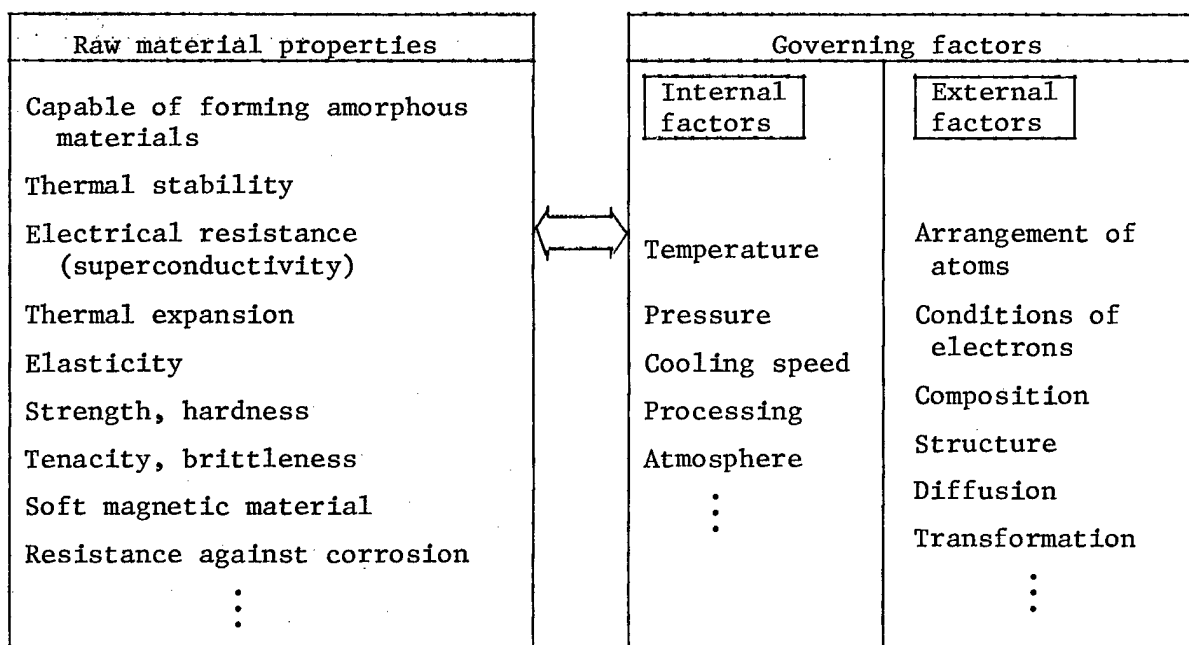 Raw material properties
Capable of forming amorphous
materials
Thermal stability
Electrical resistance
(superconductivity)
Thermal expansion
Elasticity
Strength, hardness
Tenacity, brittleness
Soft magnetic material
Resistance against corrosion
Governing factors
Internal
factors
Temperature
Pressure
Cooling speed
Processing
Atmosphere
External
factors
Arrangement of
atoms
Conditions of
electrons
Composition
Structure
Diffusion
Transformation